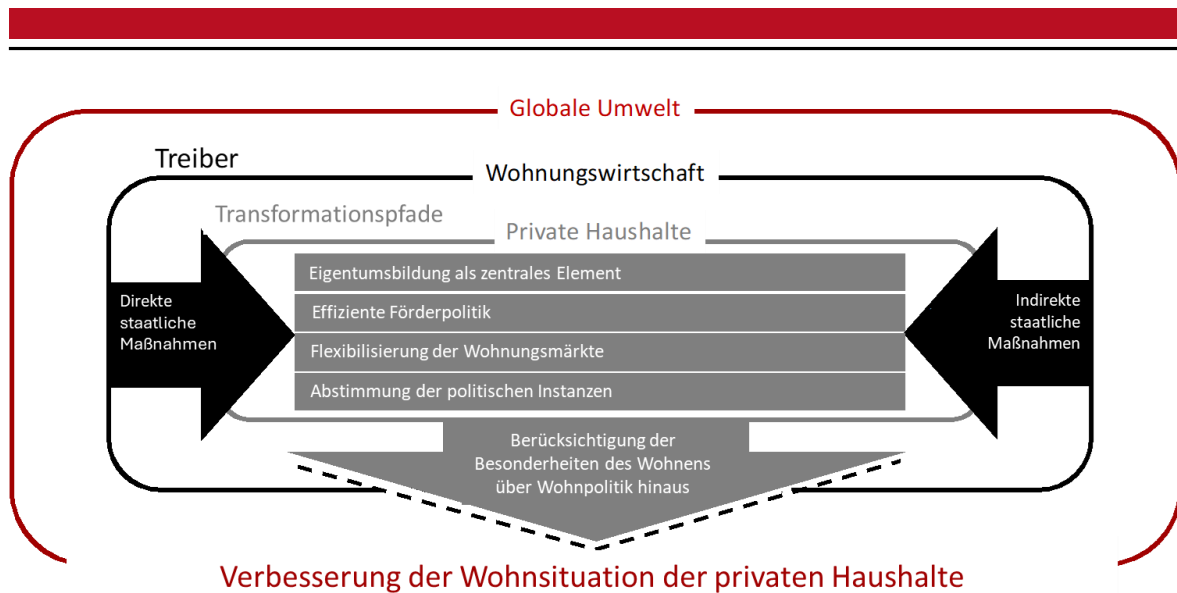 Globale Umwelt
Treiber
Wohnungswirtschaft
Transformationspfade
Private Haushalte
Eigentumsbildung als zentrales Element
Effiziente Förderpolitik
Flexibilisierung der Wohnungsmärkte
Abstimmung der politischen Instanzen
Direkte
staatliche
Maßnahmen
Indirekte
staatliche
Maßnahmen
Berücksichtigung der
Besonderheiten des Wohnens
über Wohnpolitik hinaus
Verbesserung der Wohnsituation der privaten Haushalte